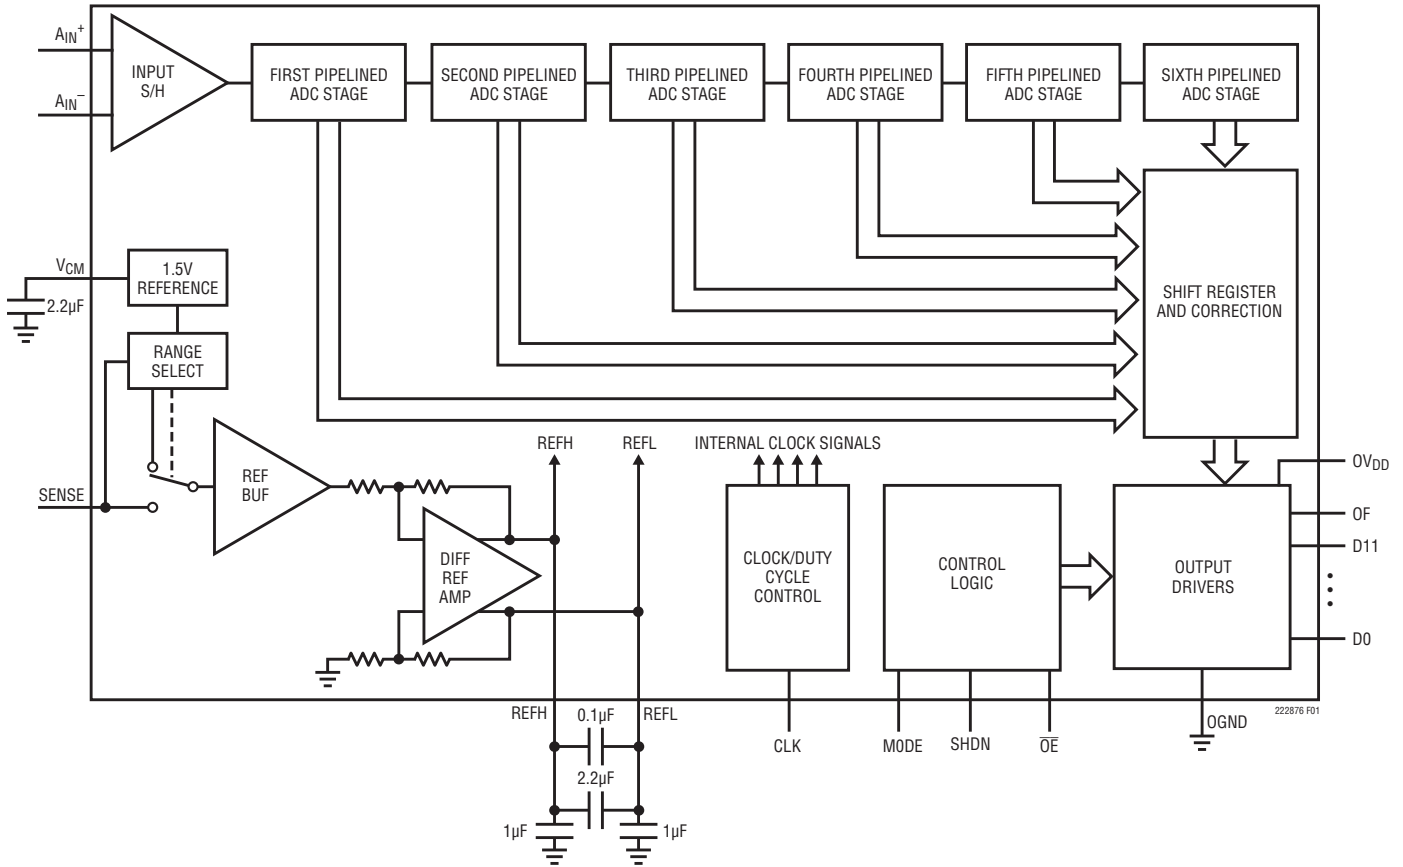 AIN+
AIN−
INPUT
S/H
FIRST PIPELINED
ADC STAGE
SECOND PIPELINED
ADC STAGE
THIRD PIPELINED
ADC STAGE
FOURTH PIPELINED
ADC STAGE
FIFTH PIPELINED
ADC STAGE
SIXTH PIPELINED
ADC STAGE
VCM
2.2µF
1.5V
REFERENCE
RANGE
SELECT
SHIFT REGISTER
AND CORRECTION
SENSE
REF
BUF
REFH
REFL
INTERNAL CLOCK SIGNALS
DIFF
REF
AMP
CLOCK/DUTY
CYCLE
CONTROL
CONTROL
LOGIC
OUTPUT
DRIVERS
OVDD
OF
D11
D0
REFH
0.1µF
REFL
2.2µF
1µF
1µF
CLK
MODE
SHDN
O̅E̅
OGND
222876 F01